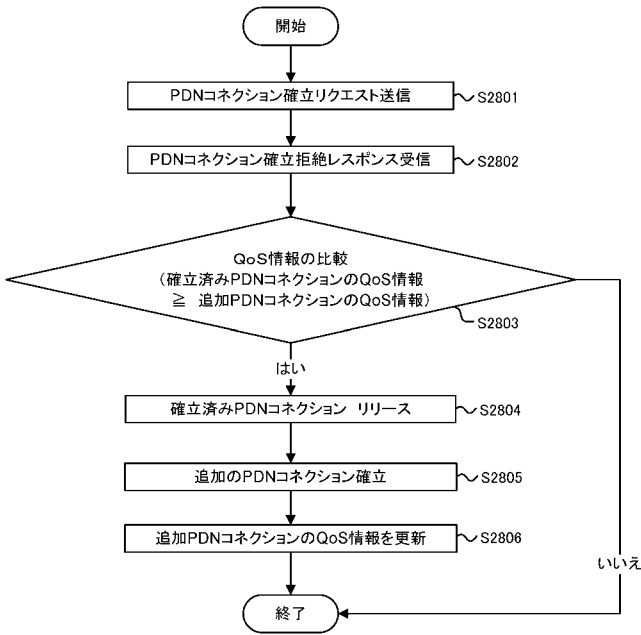 開始
PDNコネクション確立リクエスト送信
S2801
PDNコネクション確立拒絶レスポンス受信
S2802
QoS情報の比較
(確立済みPDNコネクションのQoS情報
≧ 追加PDNコネクションのQoS情報)
S2803
はい
確立済みPDNコネクション リリース
S2804
追加のPDNコネクション確立
S2805
追加PDNコネクションのQoS情報を更新
S2806
いいえ
終了